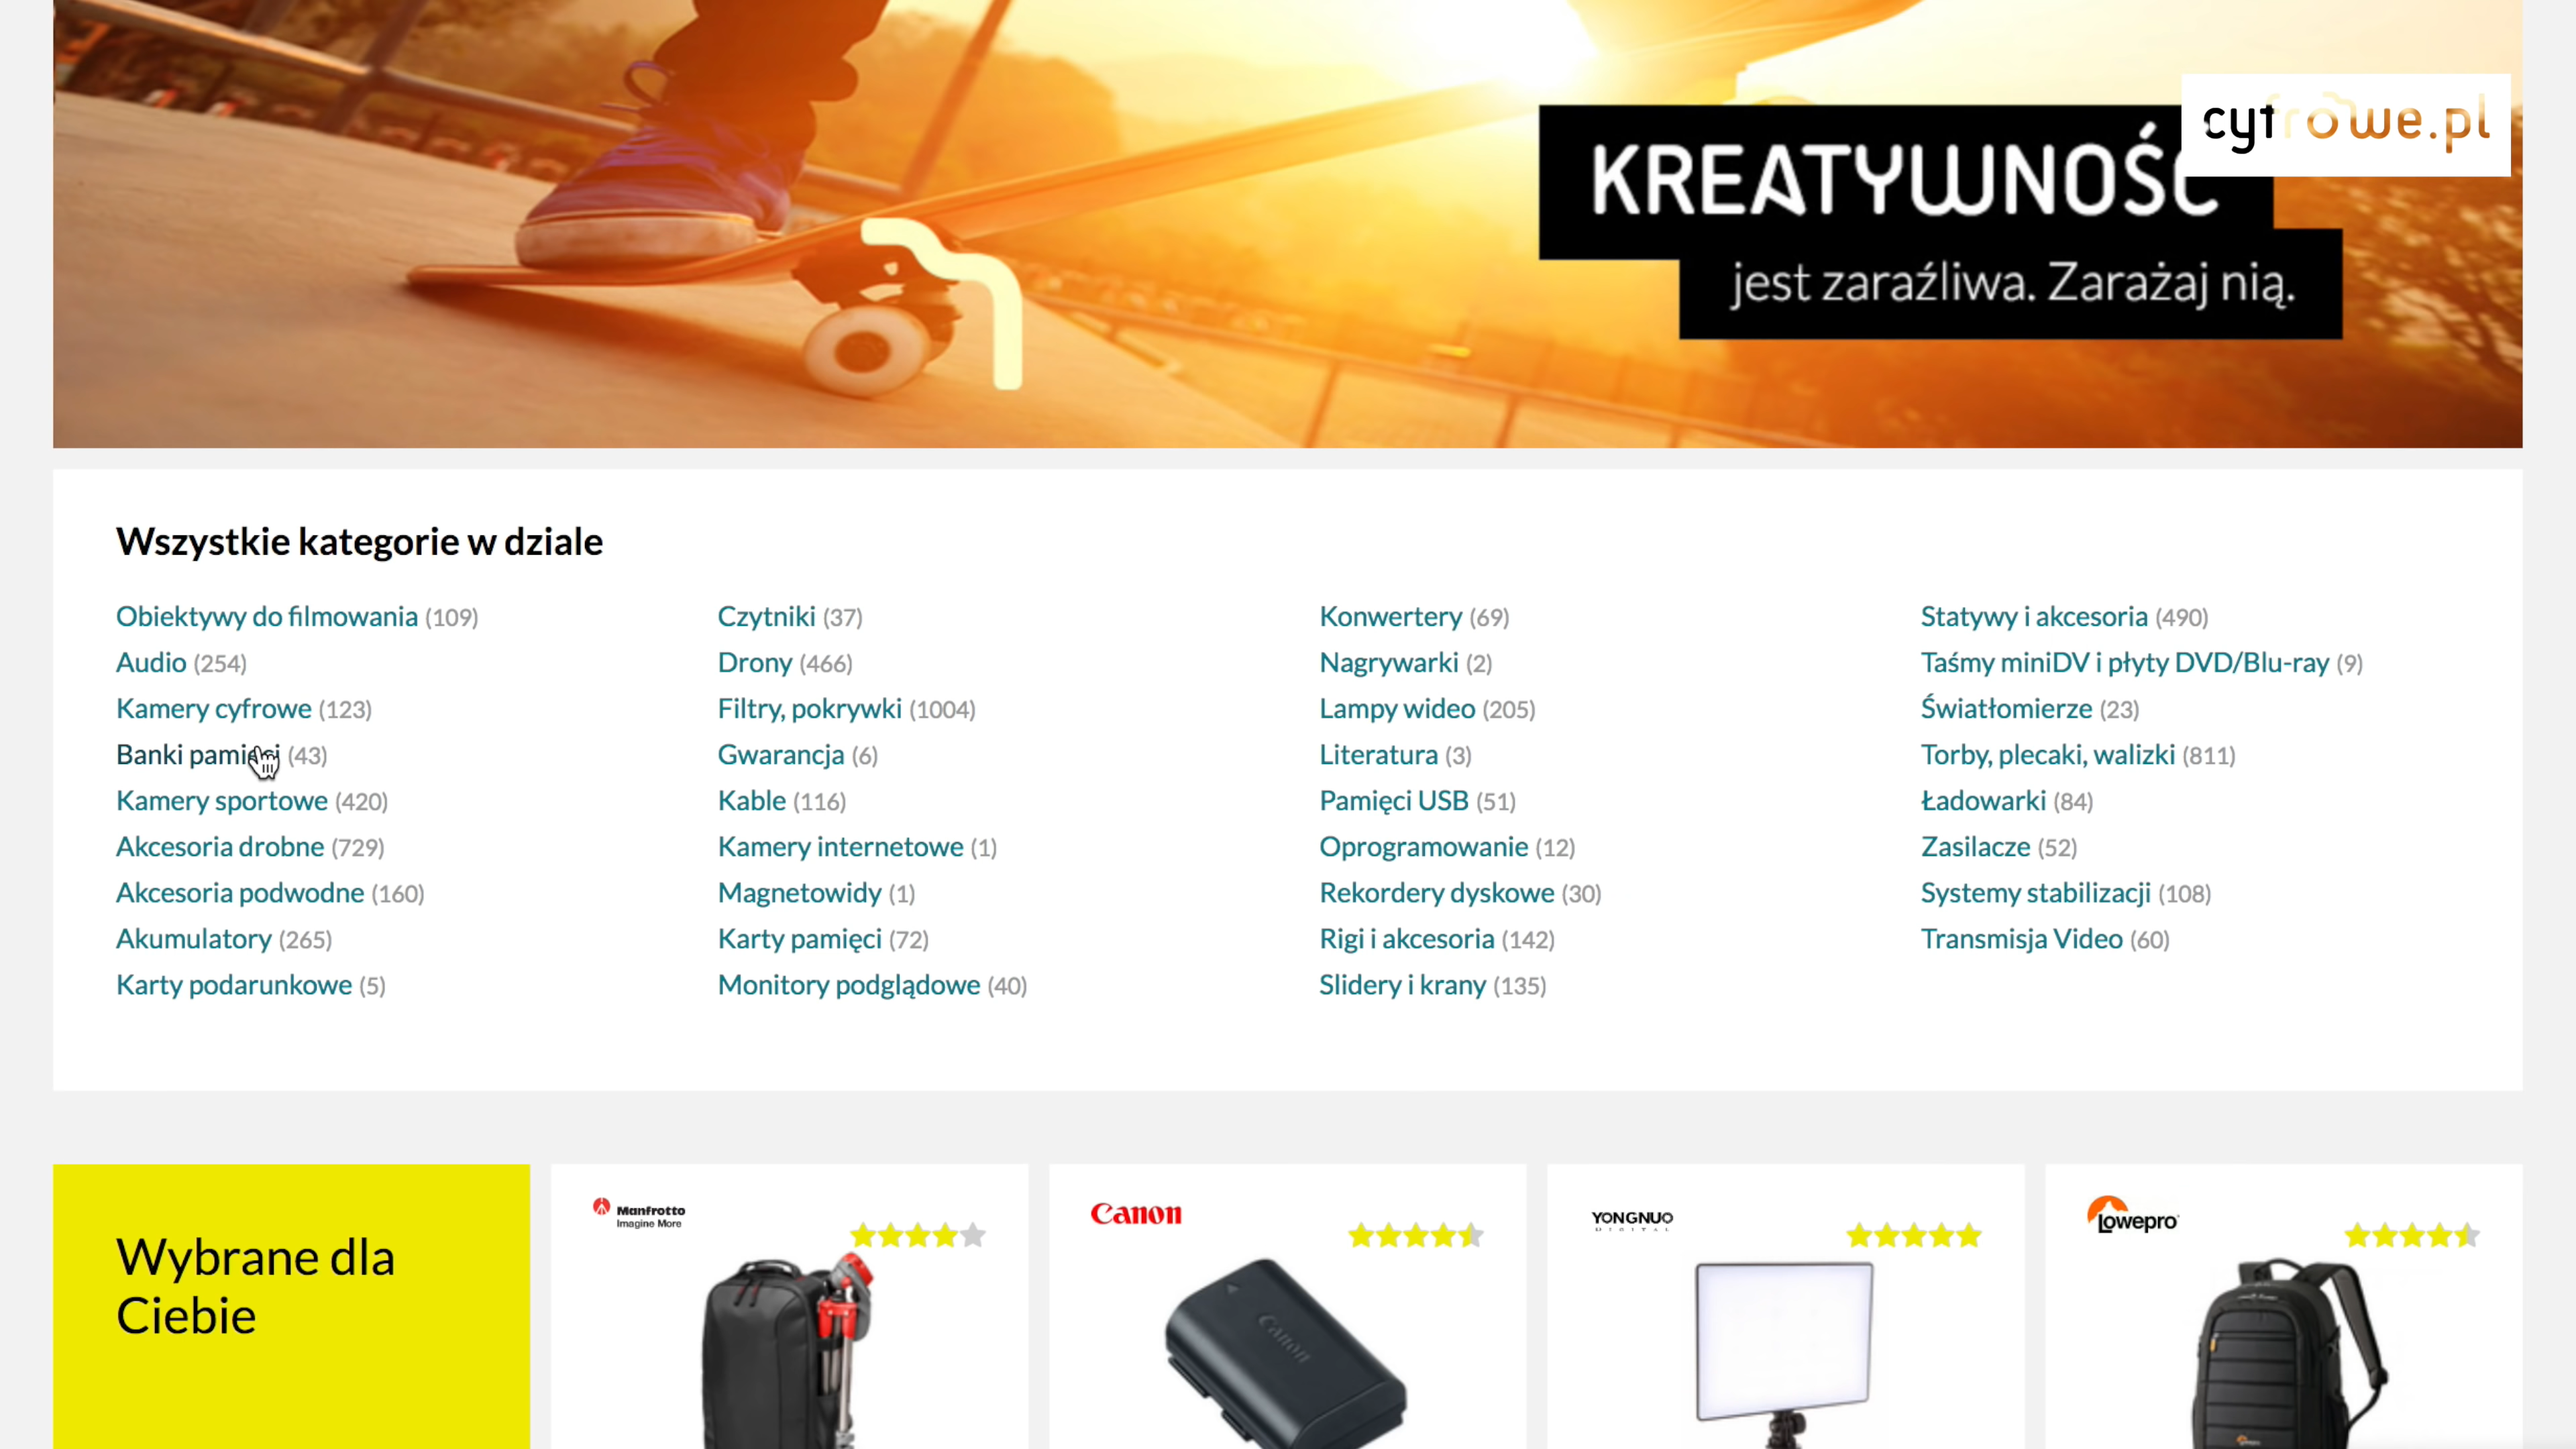 cyfrowe.pl
KREATYWNOŚĆ
jest zaraźliwa. Zarażaj nią.
Wszystkie kategorie w dziale
Obiektywy do filmowania (109)
Audio (254)
Kamery cyfrowe (123)
Banki pamięci (43)
Kamery sportowe (420)
Akcesoria drobne (729)
Akcesoria podwodne (160)
Akumulatory (265)
Karty podarunkowe (5)
Czytniki (37)
Drony (466)
Filtry, pokrywki (1004)
Gwarancja (6)
Kable (116)
Kamery internetowe (1)
Magnetowidy (1)
Karty pamięci (72)
Monitory podglądowe (40)
Konwertery (69)
Nagrywarki (2)
Lampy wideo (205)
Literatura (3)
Pamięci USB (51)
Oprogramowanie (12)
Rekordery dyskowe (30)
Rigi i akcesoria (142)
Slidery i krany (135)
Statywy i akcesoria (490)
Taśmy miniDV i płyty DVD/Blu-ray (9)
Światłomierze (23)
Torby, plecaki, walizki (811)
Ładowarki (84)
Zasilacze (52)
Systemy stabilizacji (108)
Transmisja Video (60)
Wybrane dla
Ciebie
Manfrotto
Imagine More
Canon
Canon
YONGNUO
DIGITAL
Lowepro